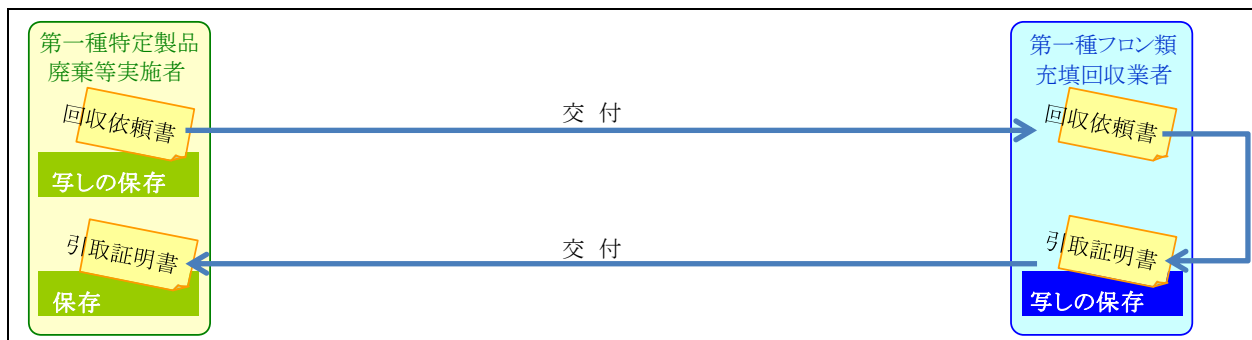 第一種特定製品
廃棄等実施者
回収依頼書
写しの保存
引取証明書
保存
交 付
交 付
第一種フロン類
充填回収業者
回収依頼書
引取証明書
写しの保存